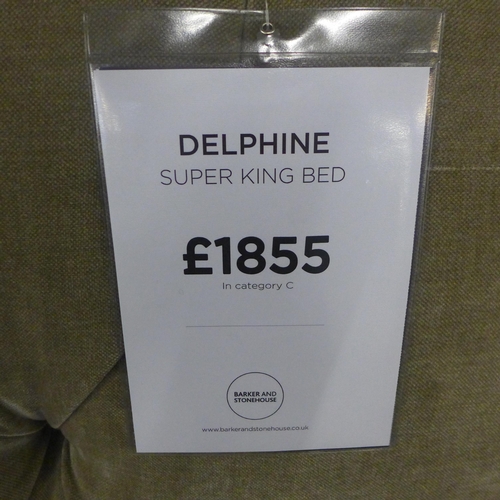 DELPHINE
SUPER KING BED
£1855
In category C
BARKER AND
STONEHOUSE
www.barkerandstonehouse.co.uk